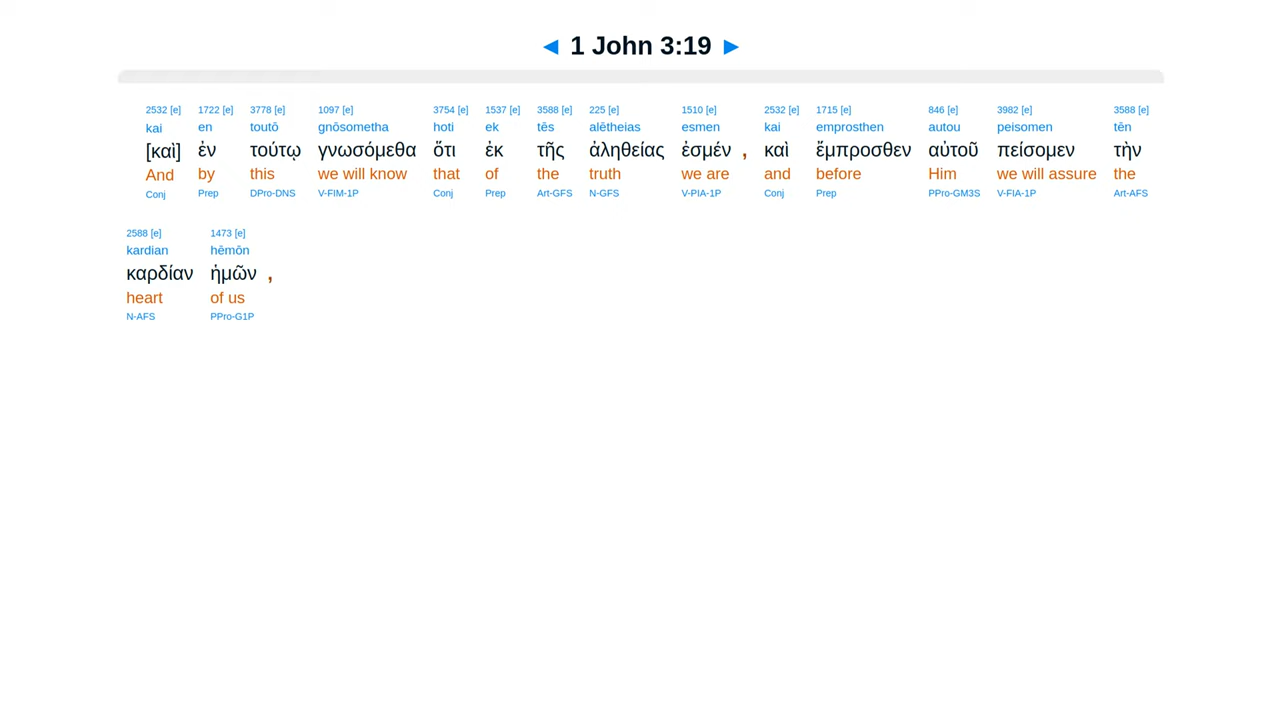 ◄ 1 John 3:19 ►
2532 [e] 1722 [e] 3778 [e] 1097 [e] 3754 [e] 1537 [e] 3588 [e] 225 [e] 1510 [e] 2532 [e] 1715 [e] 846 [e] 3982 [e] 3588 [e]
kai en toutō gnōsometha hoti ek tēs alētheias esmen kai emprosthen autou peisomen tēn
[καὶ] ἐν τούτῳ γνωσόμεθα ὅτι ἐκ τῆς ἀληθείας ἐσμέν , καὶ ἔμπροσθεν αὐτοῦ πείσομεν τὴν
And by this we will know that of the truth we are and before Him we will assure the
Conj Prep DPro-DNS V-FIM-1P Conj Prep Art-GFS N-GFS V-PIA-1P Conj Prep PPro-GM3S V-FIA-1P Art-AFS
2588 [e] 1473 [e]
kardian hēmōn
καρδίαν ἡμῶν ,
heart of us
N-AFS PPro-G1P